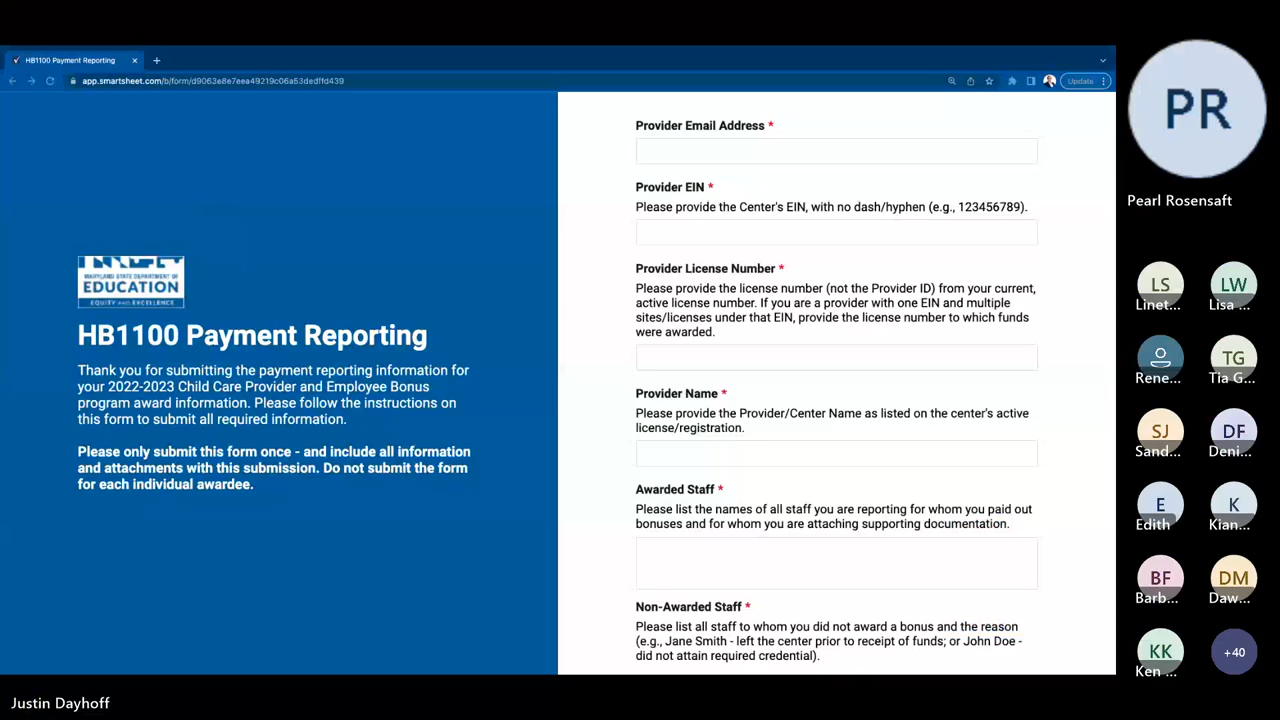 HB1100 Payment Reporting
app.smartsheet.com/b/form/d9063e8e7eea49219c06a53dedffd439
Update
MARYLAND STATE DEPARTMENT OF
EDUCATION
EQUITY AND EXCELLENCE
HB1100 Payment Reporting
Thank you for submitting the payment reporting information for
your 2022-2023 Child Care Provider and Employee Bonus
program award information. Please follow the instructions on
this form to submit all required information.
Please only submit this form once - and include all information
and attachments with this submission. Do not submit the form
for each individual awardee.
Provider Email Address *
Provider EIN *
Please provide the Center's EIN, with no dash/hyphen (e.g., 123456789).
Provider License Number *
Please provide the license number (not the Provider ID) from your current,
active license number. If you are a provider with one EIN and multiple
sites/licenses under that EIN, provide the license number to which funds
were awarded.
Provider Name *
Please provide the Provider/Center Name as listed on the center's active
license/registration.
Awarded Staff *
Please list the names of all staff you are reporting for whom you paid out
bonuses and for whom you are attaching supporting documentation.
Non-Awarded Staff *
Please list all staff to whom you did not award a bonus and the reason
(e.g., Jane Smith - left the center prior to receipt of funds; or John Doe -
did not attain required credential).
PR
Pearl Rosensaft
LS
Linet...
LW
Lisa ...
Rene...
TG
Tia G...
SJ
Sand...
DF
Deni...
E
Edith
K
Kian...
BF
Barb...
DM
Daw...
KK
Ken ...
+40
Justin Dayhoff